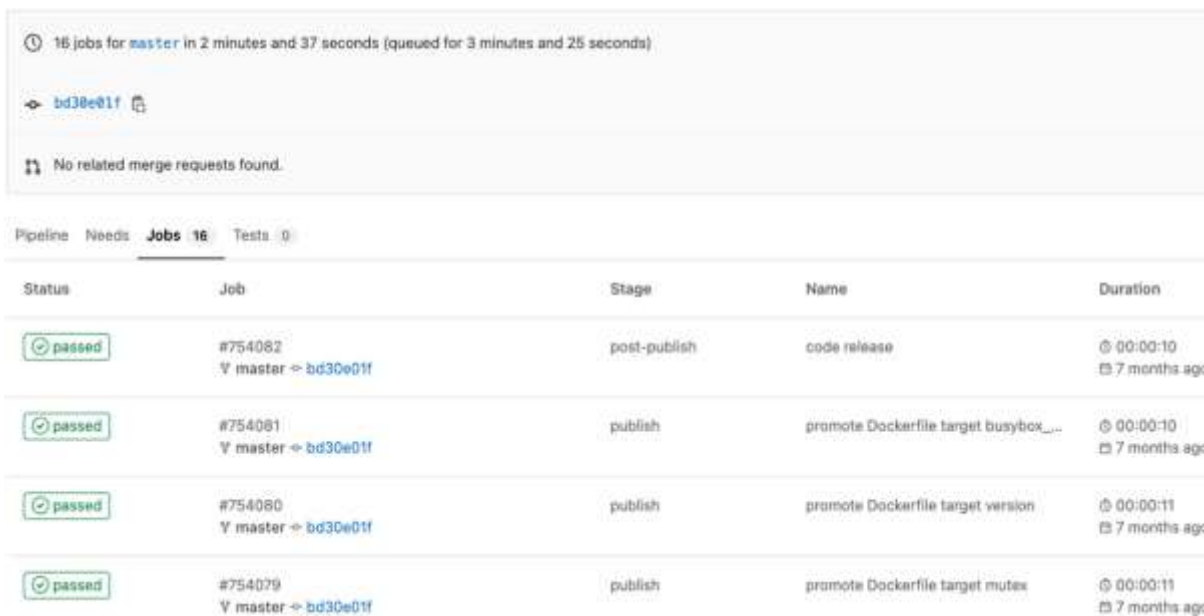 16 jobs for master in 2 minutes and 37 seconds (queued for 3 minutes and 25 seconds)
bd30e01f
No related merge requests found.
Pipeline Needs Jobs 16 Tests 0
Status Job Stage Name Duration
passed #754082 post-publish code release 00:00:10
master bd30e01f 7 months ago
passed #754081 publish promote Dockerfile target busybox_... 00:00:10
master bd30e01f 7 months ago
passed #754080 publish promote Dockerfile target version 00:00:11
master bd30e01f 7 months ago
passed #754079 publish promote Dockerfile target mutex 00:00:11
master bd30e01f 7 months ago